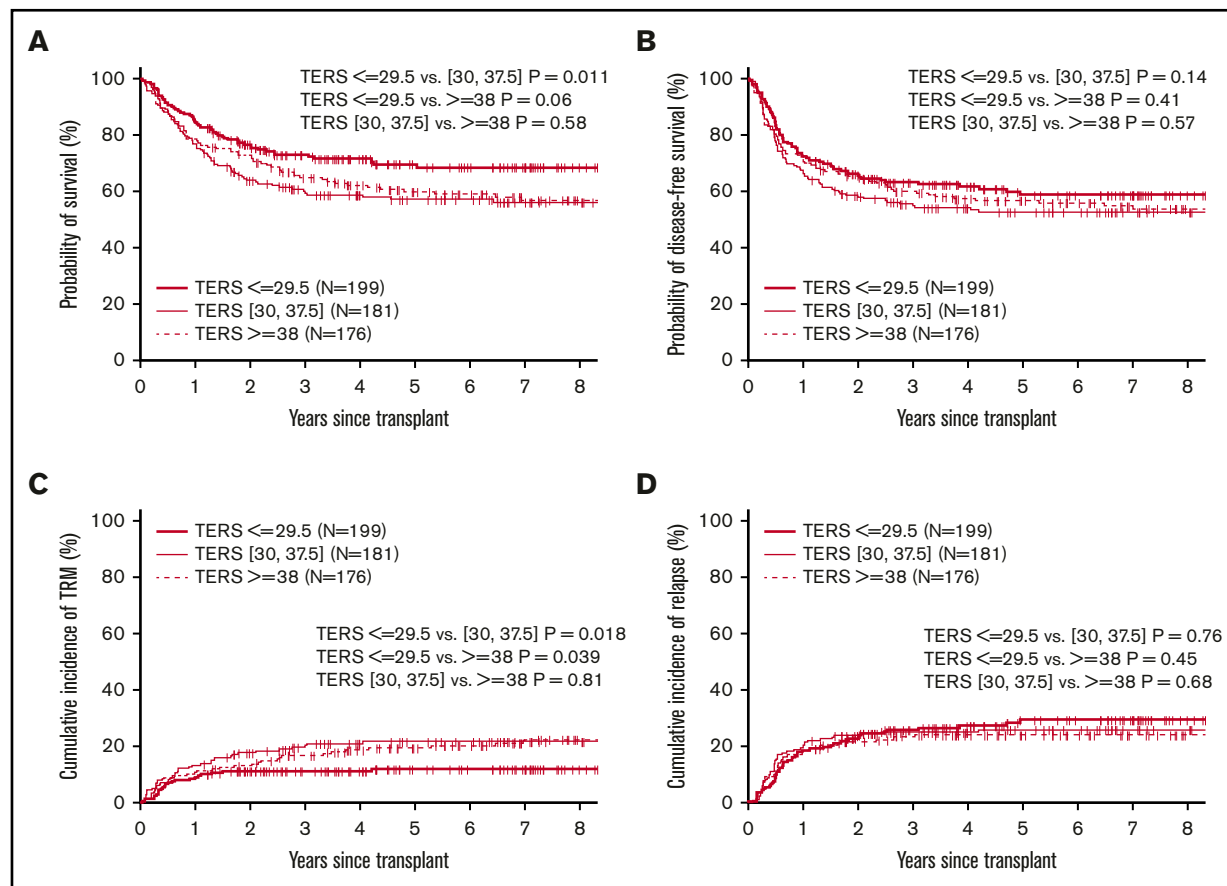 A
Probability of survival (%)
100
80
60
40
20
0
TERS <=29.5 vs. [30, 37.5] P = 0.011
TERS <=29.5 vs. >=38 P = 0.06
TERS [30, 37.5] vs. >=38 P = 0.58
TERS <=29.5 (N=199)
TERS [30, 37.5] (N=181)
TERS >=38 (N=176)
0 1 2 3 4 5 6 7 8
Years since transplant
B
Probability of disease-free survival (%)
100
80
60
40
20
0
TERS <=29.5 vs. [30, 37.5] P = 0.14
TERS <=29.5 vs. >=38 P = 0.41
TERS [30, 37.5] vs. >=38 P = 0.57
TERS <=29.5 (N=199)
TERS [30, 37.5] (N=181)
TERS >=38 (N=176)
0 1 2 3 4 5 6 7 8
Years since transplant
C
Cumulative incidence of TRM (%)
100
80
60
40
20
0
TERS <=29.5 (N=199)
TERS [30, 37.5] (N=181)
TERS >=38 (N=176)
TERS <=29.5 vs. [30, 37.5] P = 0.018
TERS <=29.5 vs. >=38 P = 0.039
TERS [30, 37.5] vs. >=38 P = 0.81
0 1 2 3 4 5 6 7 8
Years since transplant
D
Cumulative incidence of relapse (%)
100
80
60
40
20
0
TERS <=29.5 (N=199)
TERS [30, 37.5] (N=181)
TERS >=38 (N=176)
TERS <=29.5 vs. [30, 37.5] P = 0.76
TERS <=29.5 vs. >=38 P = 0.45
TERS [30, 37.5] vs. >=38 P = 0.68
0 1 2 3 4 5 6 7 8
Years since transplant